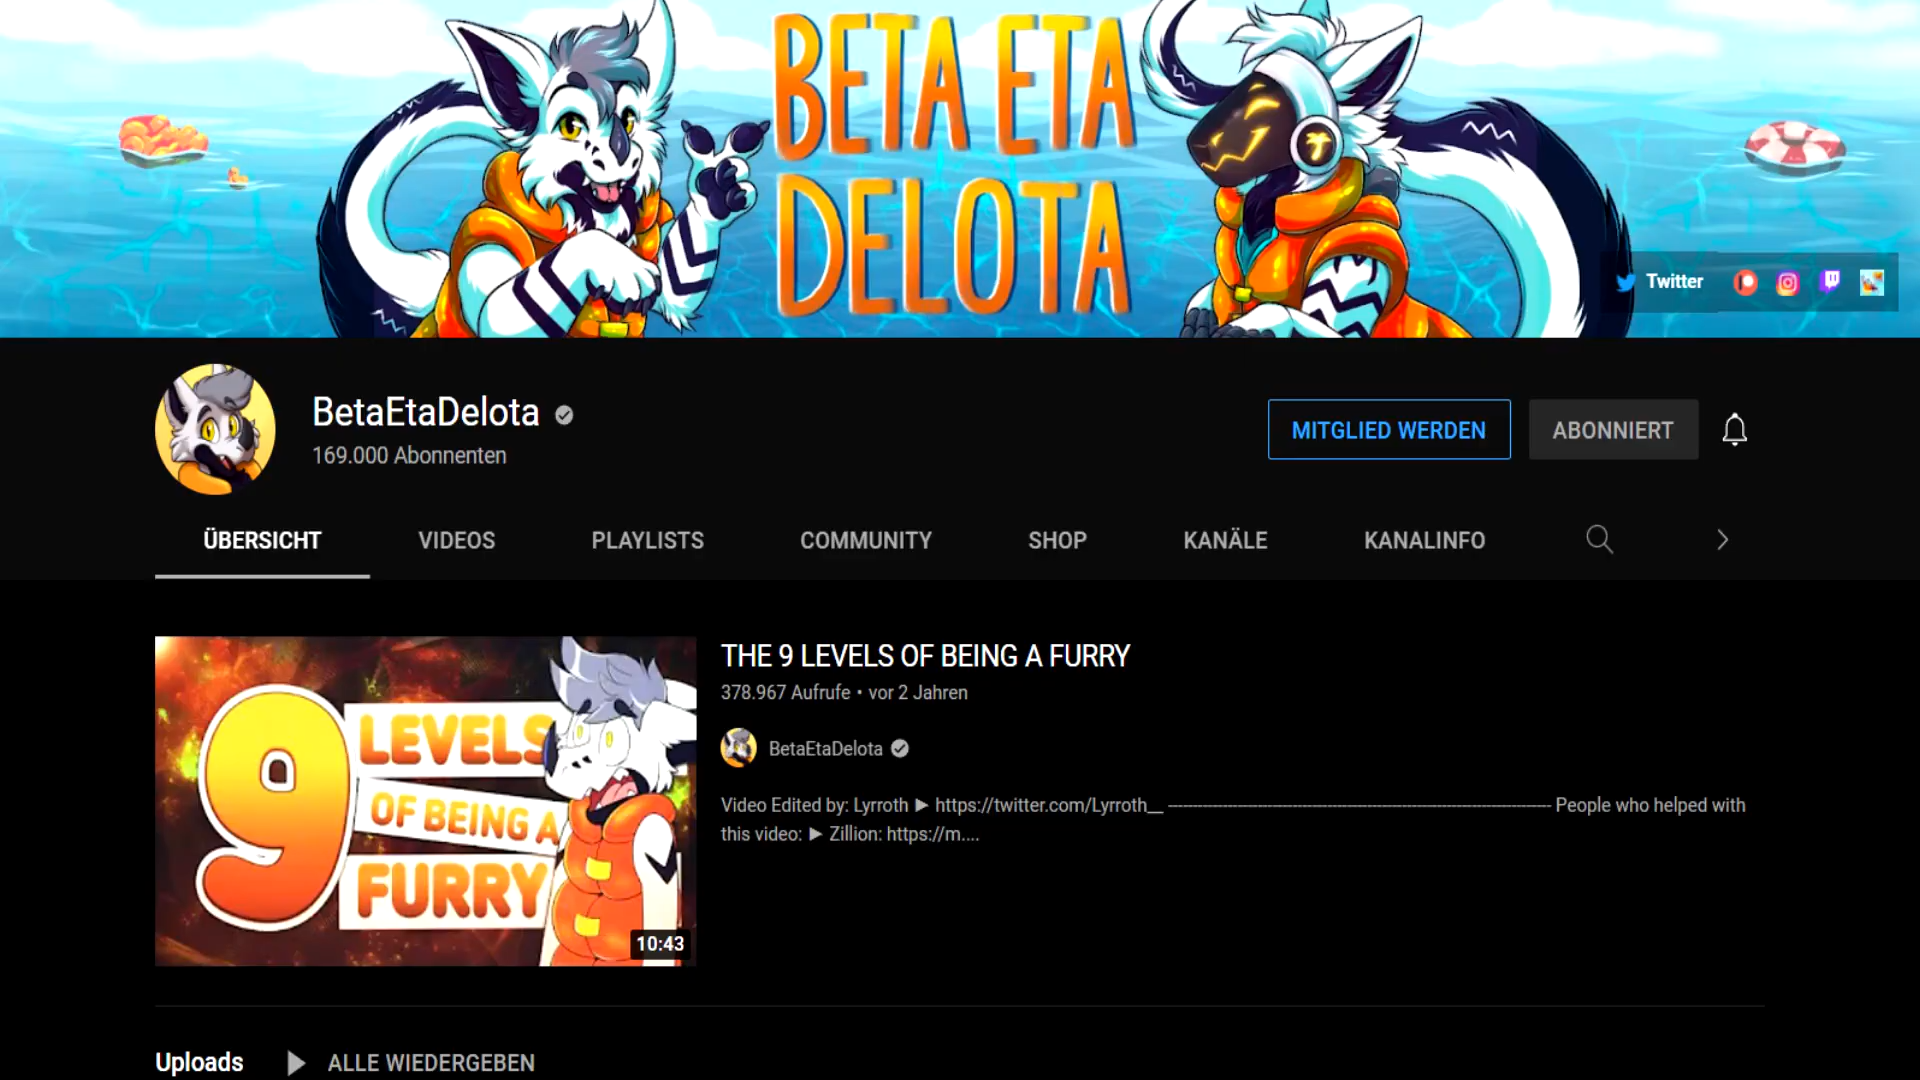 BETA ETA
DELOTA
Twitter
BetaEtaDelota
169.000 Abonnenten
MITGLIED WERDEN
ABONNIERT
ÜBERSICHT
VIDEOS
PLAYLISTS
COMMUNITY
SHOP
KANÄLE
KANALINFO
9
LEVELS
OF BEING A
FURRY
10:43
THE 9 LEVELS OF BEING A FURRY
378.967 Aufrufe • vor 2 Jahren
BetaEtaDelota
Video Edited by: Lyrroth ► https://twitter.com/Lyrroth__ ----------------------------------------------------------------------------- People who helped with
this video: ► Zillion: https://m....
Uploads
ALLE WIEDERGEBEN